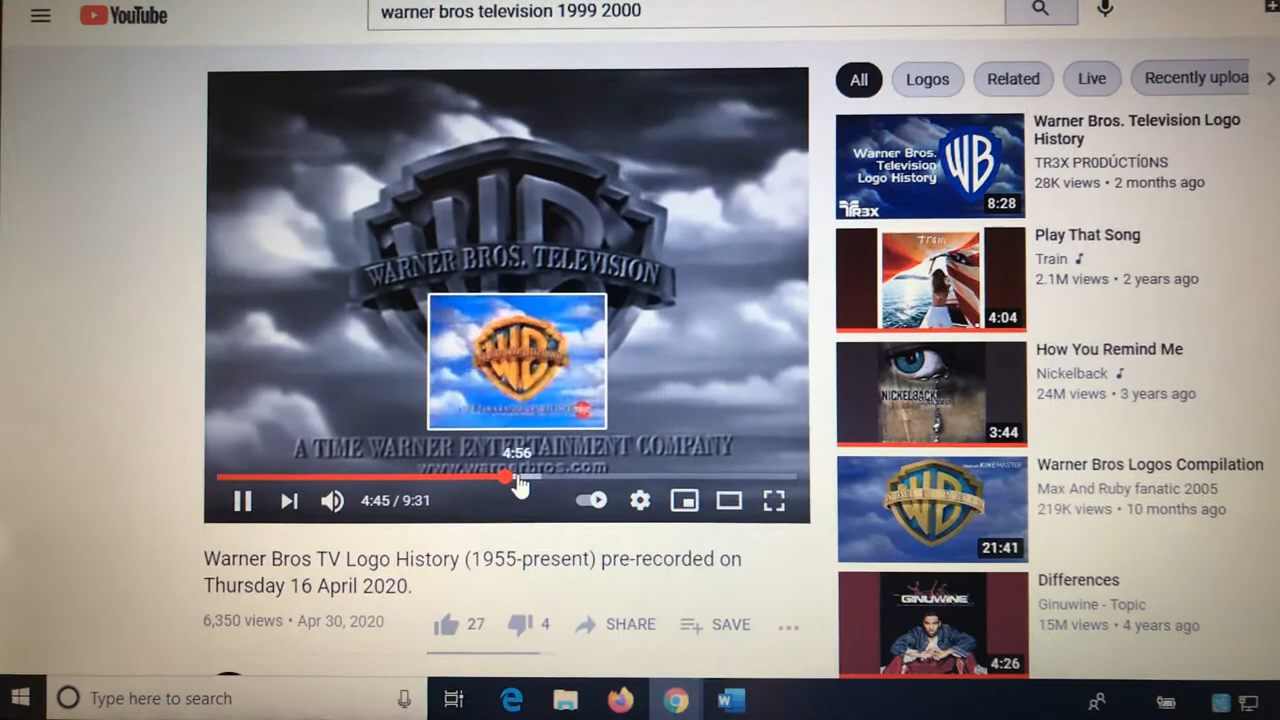 YouTube
warner bros television 1999 2000
WARNER BROS. TELEVISION
A TIME WARNER ENTERTAINMENT COMPANY
www.warnerbros.com
4:56
4:45 / 9:31
Warner Bros TV Logo History (1955-present) pre-recorded on
Thursday 16 April 2020.
6,350 views • Apr 30, 2020
27
4
SHARE
SAVE
All
Logos
Related
Live
Recently uploa
Warner Bros.
Television
Logo History
WB
TR3X
8:28
Warner Bros. Television Logo
History
TR3X PR0DÚCTÍ0NS
28K views • 2 months ago
Train
4:04
Play That Song
Train
2.1M views • 2 years ago
NICKELBACK
3:44
How You Remind Me
Nickelback
24M views • 3 years ago
KINEMASTER
21:41
Warner Bros Logos Compilation
Max And Ruby fanatic 2005
219K views • 10 months ago
GINUWINE
4:26
Differences
Ginuwine - Topic
15M views • 4 years ago
Type here to search